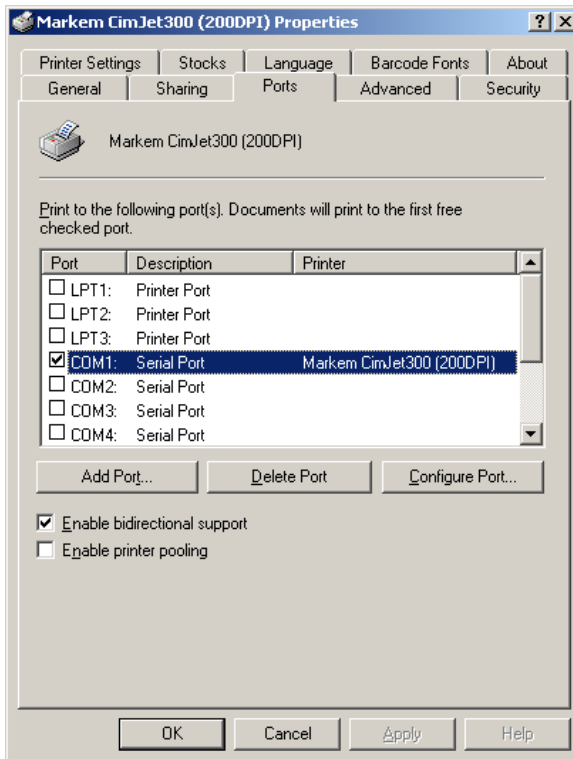 Markem CimJet300 (200DPI) Properties
Printer Settings Stocks Language Barcode Fonts About
General Sharing Ports Advanced Security
Markem CimJet300 (200DPI)
Print to the following port(s). Documents will print to the first free
checked port.
Port Description Printer
LPT1: Printer Port
LPT2: Printer Port
LPT3: Printer Port
COM1: Serial Port Markem CimJet300 (200DPI)
COM2: Serial Port
COM3: Serial Port
COM4: Serial Port
Add Port... Delete Port Configure Port...
Enable bidirectional support
Enable printer pooling
OK Cancel Apply Help